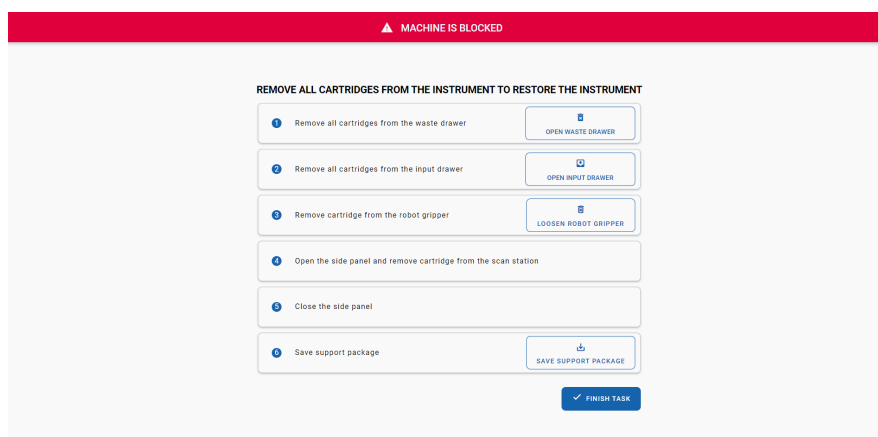 MACHINE IS BLOCKED
REMOVE ALL CARTRIDGES FROM THE INSTRUMENT TO RESTORE THE INSTRUMENT
1 Remove all cartridges from the waste drawer
OPEN WASTE DRAWER
2 Remove all cartridges from the input drawer
OPEN INPUT DRAWER
3 Remove cartridge from the robot gripper
LOOSEN ROBOT GRIPPER
4 Open the side panel and remove cartridge from the scan station
5 Close the side panel
6 Save support package
SAVE SUPPORT PACKAGE
FINISH TASK